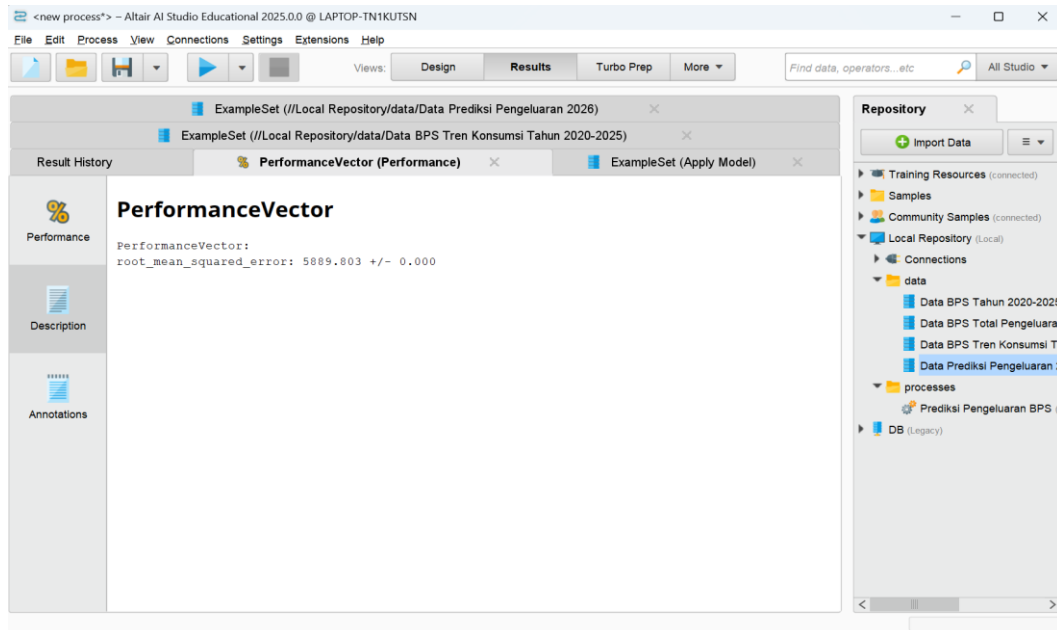 <new process*> – Altair AI Studio Educational 2025.0.0 @ LAPTOP-TN1KUTSN
File Edit Process View Connections Settings Extensions Help
Views: Design Results Turbo Prep More Find data, operators...etc All Studio
ExampleSet (//Local Repository/data/Data Prediksi Pengeluaran 2026)
ExampleSet (//Local Repository/data/Data BPS Tren Konsumsi Tahun 2020-2025)
Result History PerformanceVector (Performance) ExampleSet (Apply Model)
Performance
Description
Annotations
PerformanceVector
PerformanceVector:
root_mean_squared_error: 5889.803 +/- 0.000
Repository
Import Data
Training Resources (connected)
Samples
Community Samples (connected)
Local Repository (Local)
Connections
data
Data BPS Tahun 2020-2025
Data BPS Total Pengeluara
Data BPS Tren Konsumsi T
Data Prediksi Pengeluaran
processes
Prediksi Pengeluaran BPS
DB (Legacy)